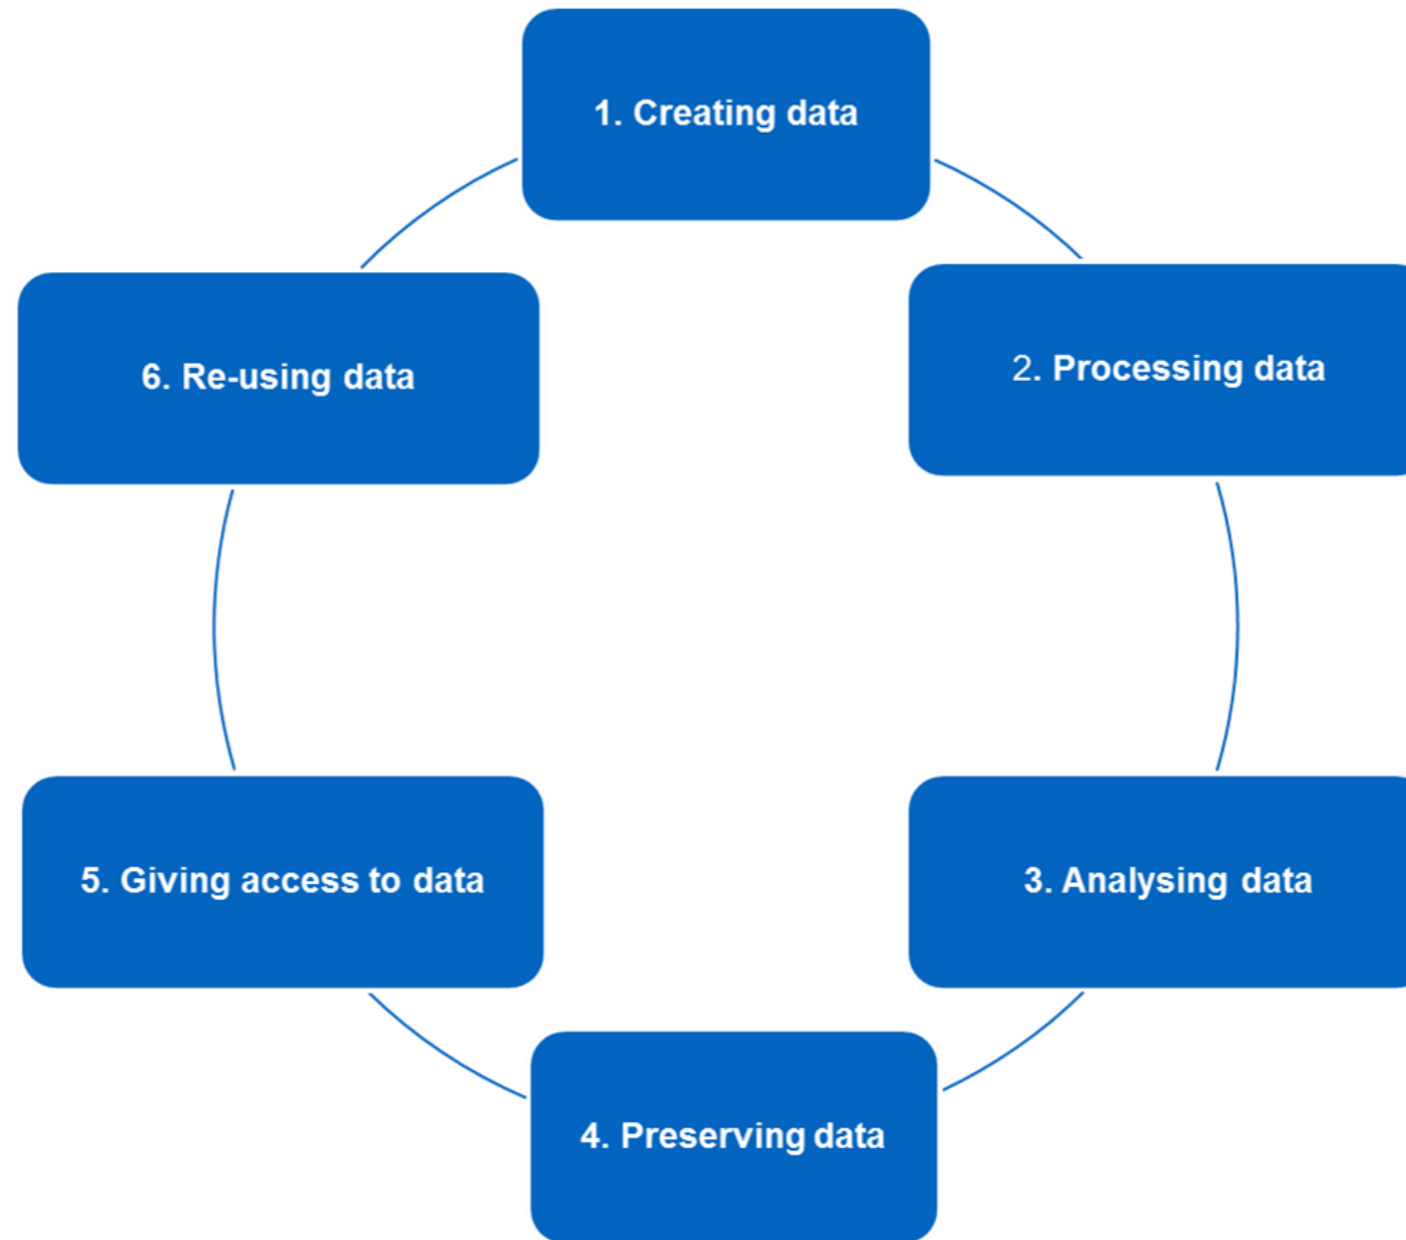 1. Creating data
2. Processing data
3. Analysing data
4. Preserving data
5. Giving access to data
6. Re-using data